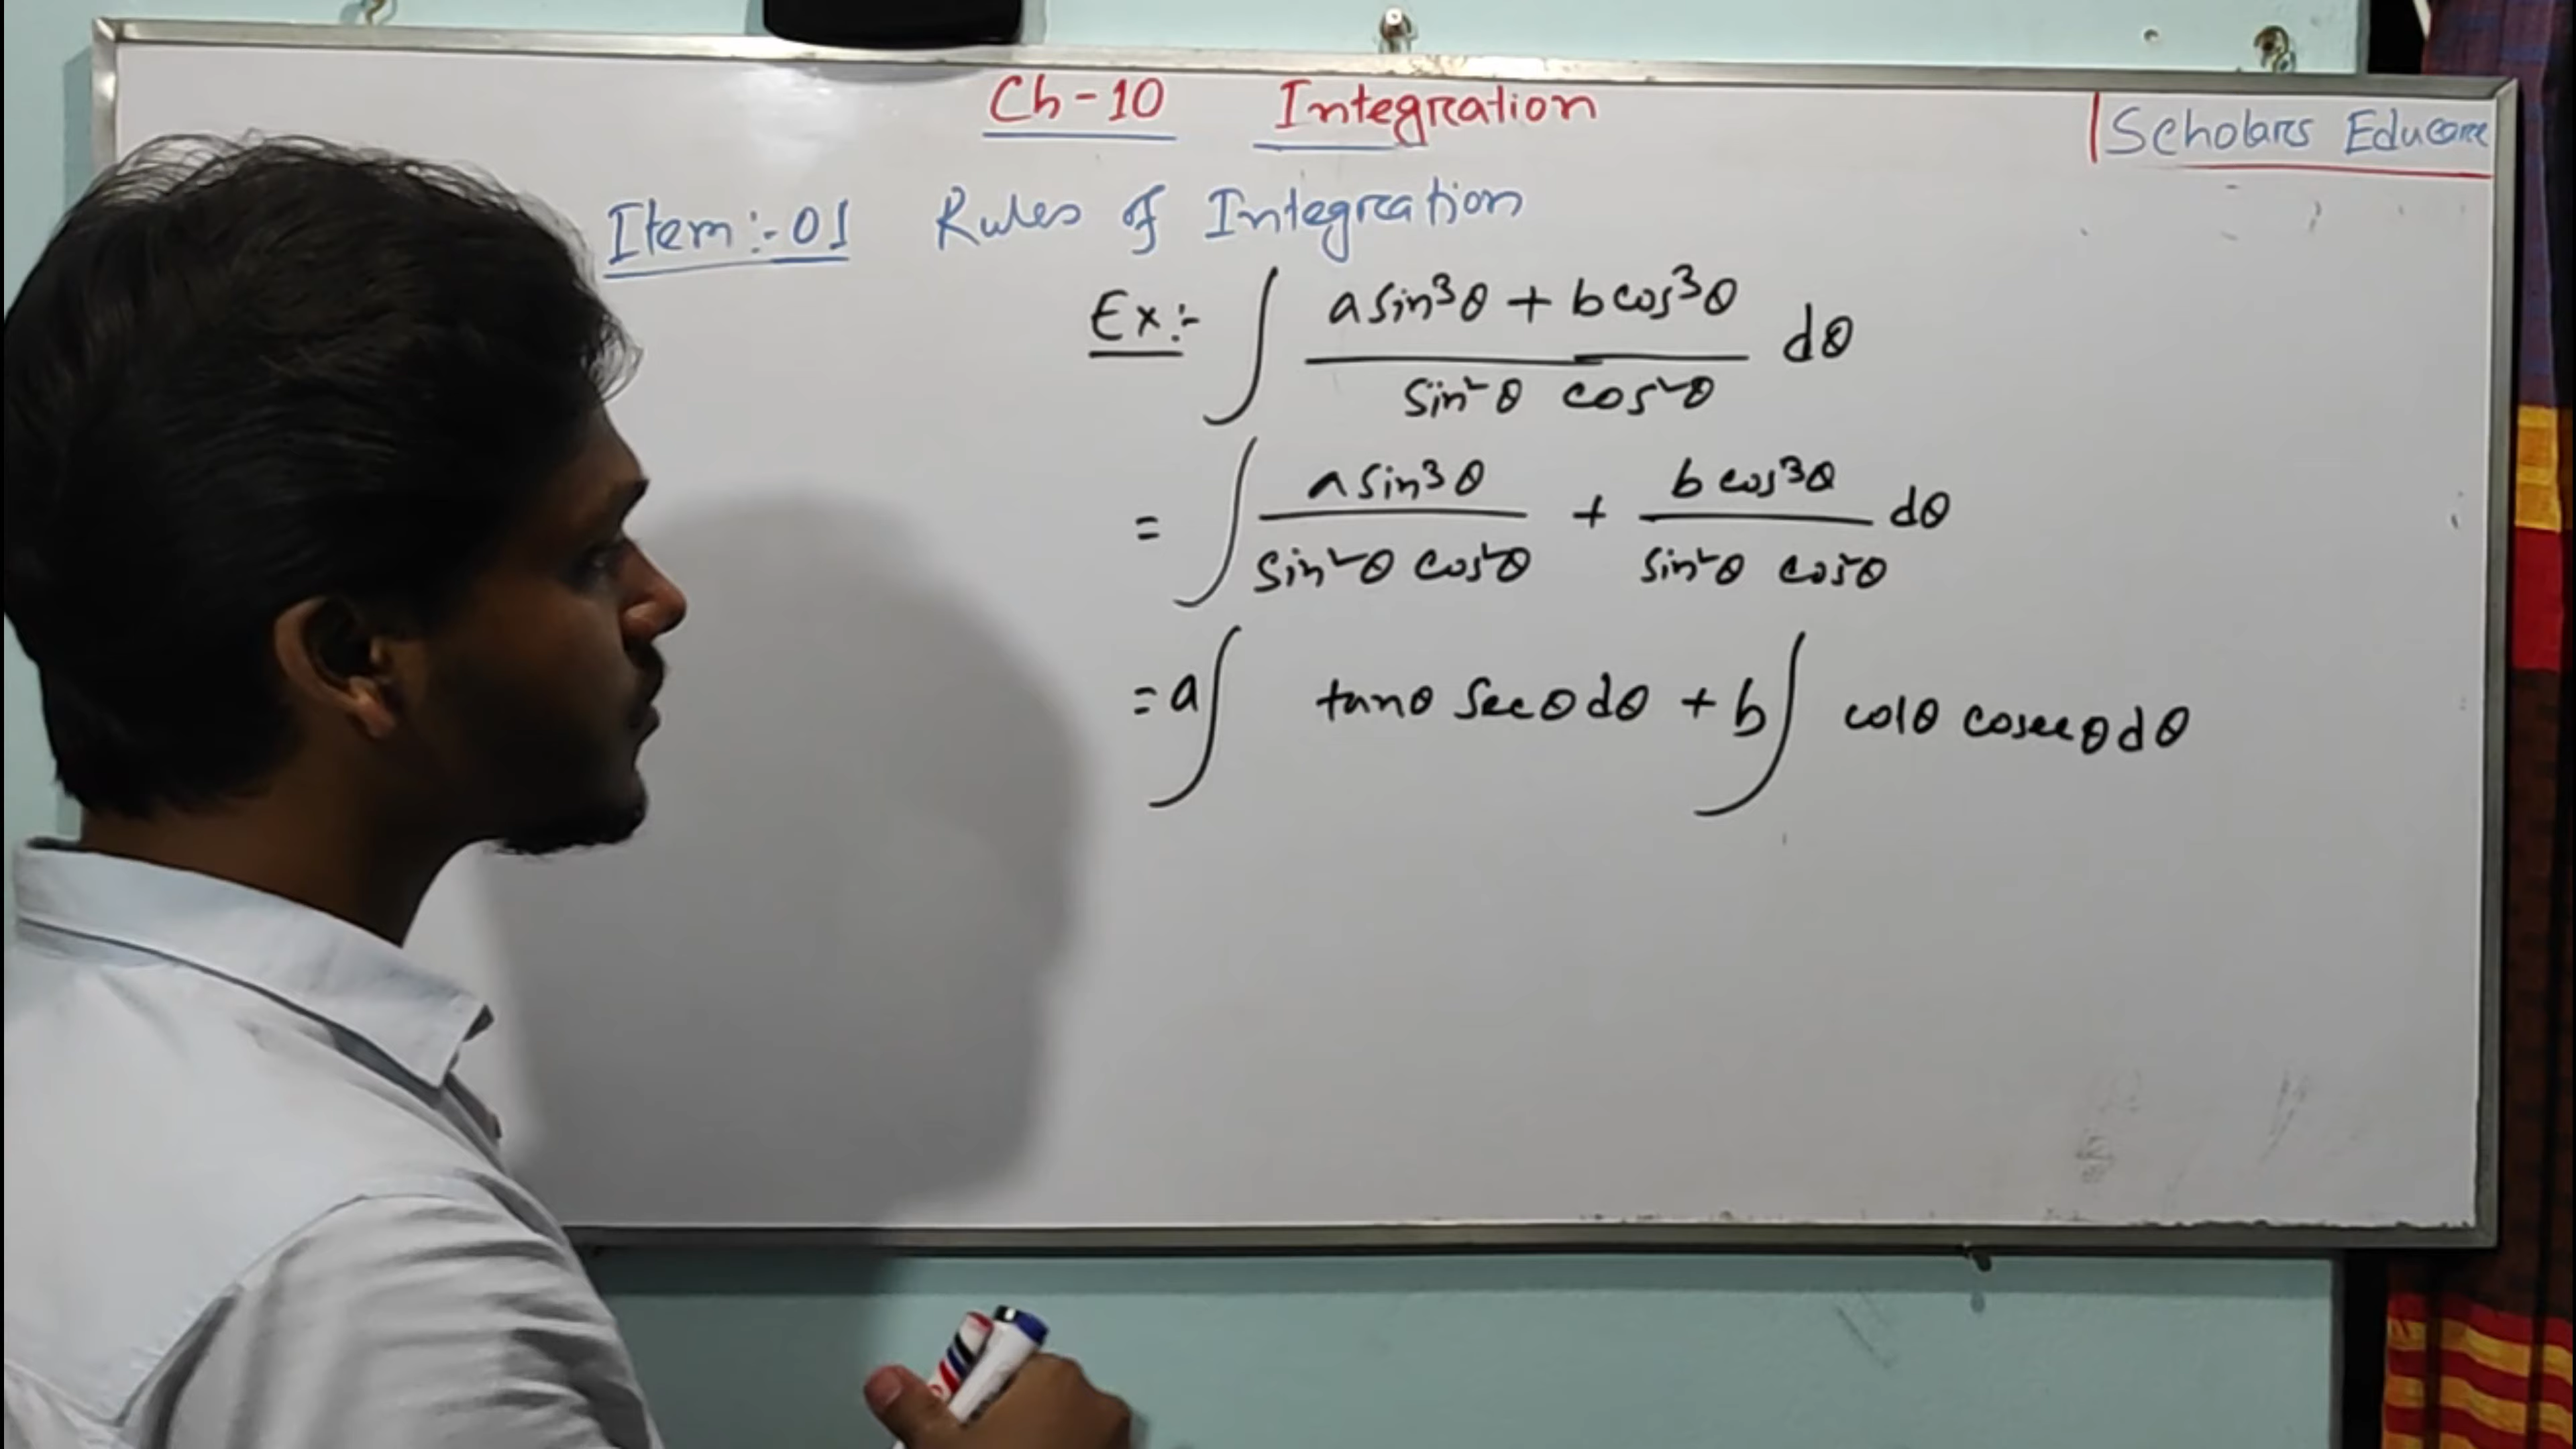 Ch-10 Integration
Scholars Educare
Item:-01 Rules of Integration
Ex:- ∫ (a sin³θ + b cos³θ) / (sin²θ cos²θ) dθ
= ∫ (a sin³θ) / (sin²θ cos²θ) + (b cos³θ) / (sin²θ cos²θ) dθ
= a∫ tanθ secθ dθ + b∫ cotθ cosecθ dθ